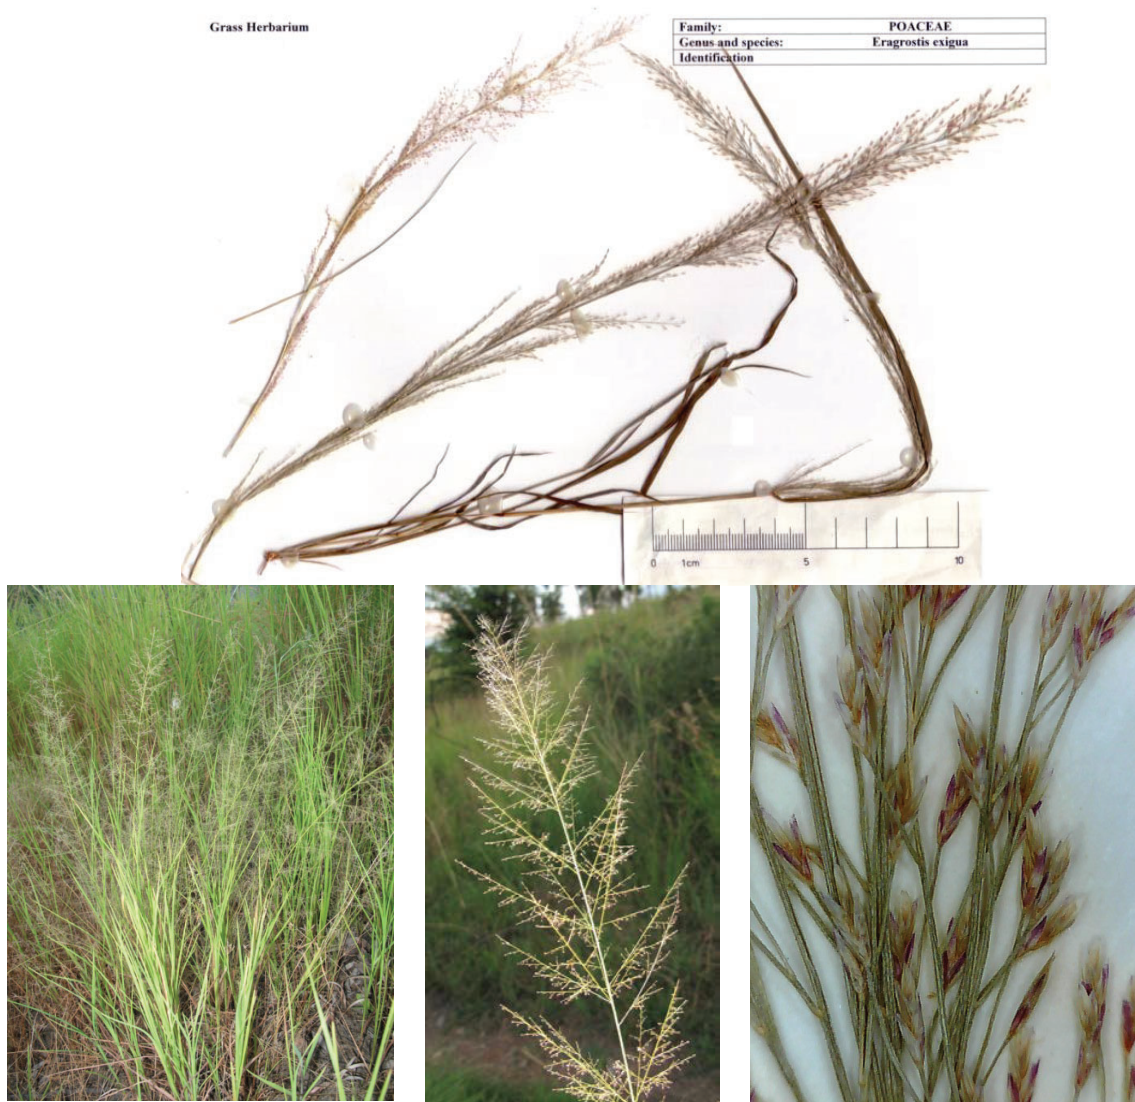 Grass Herbarium
Family: POACEAE
Genus and species: Eragrostis exigua
Identification
0 1cm 5 10